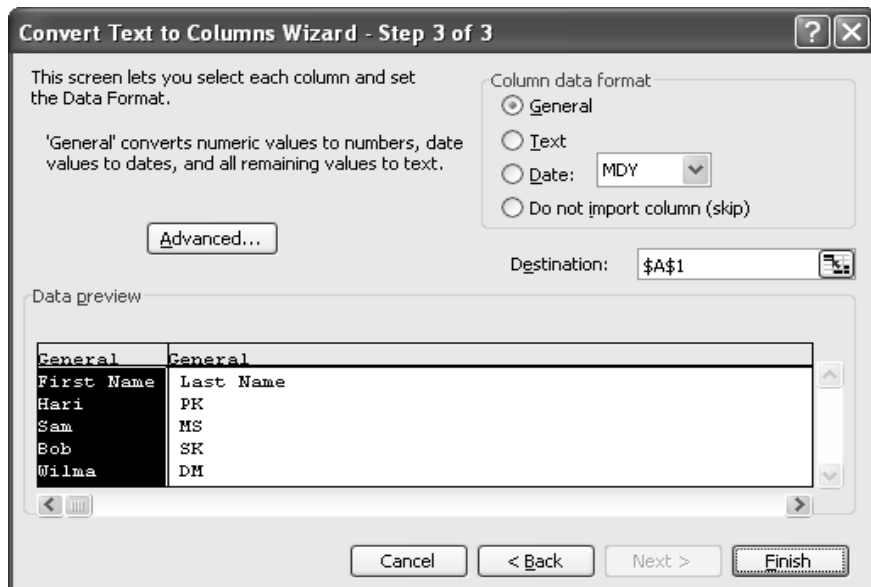 Convert Text to Columns Wizard - Step 3 of 3
This screen lets you select each column and set
the Data Format.
'General' converts numeric values to numbers, date
values to dates, and all remaining values to text.
Advanced...
Column data format
General
Text
Date: MDY
Do not import column (skip)
Destination: $A$1
Data preview
General General
First Name Last Name
Hari PK
Sam MS
Bob SK
Wilma DM
Cancel < Back Next > Finish